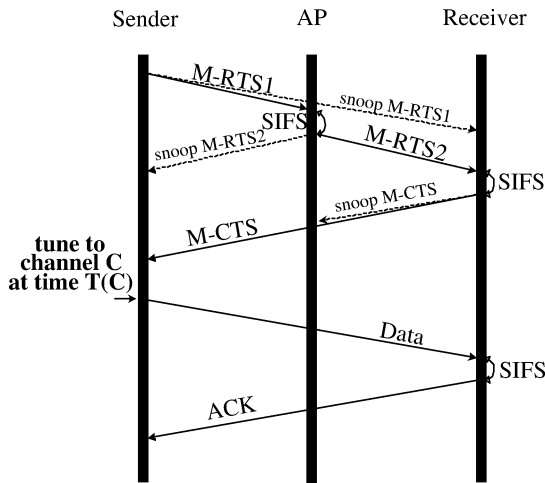 Sender
AP
Receiver
M-RTS1
snoop M-RTS1
SIFS
M-RTS2
snoop M-RTS2
SIFS
snoop M-CTS
M-CTS
tune to
channel C
at time T(C)
Data
SIFS
ACK